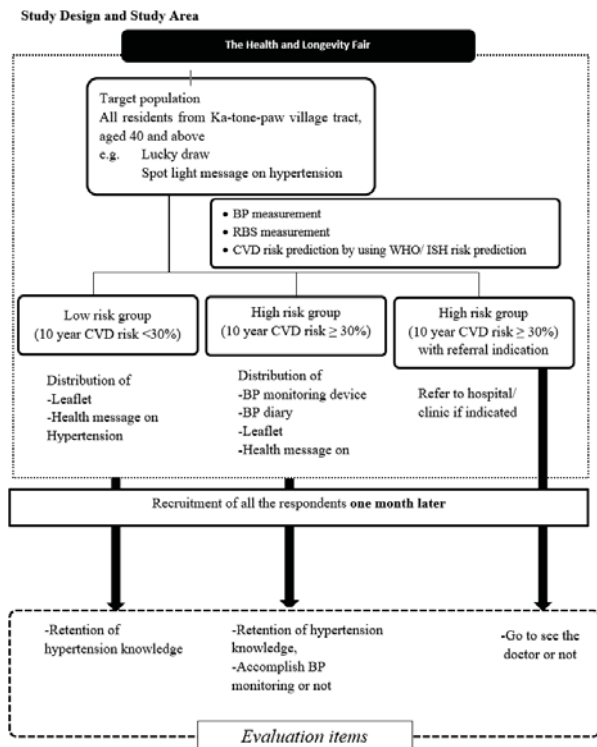 Study Design and Study Area
The Health and Longevity Fair
Target population
All residents from Ka-tone-paw village tract,
aged 40 and above
e.g. Lucky draw
Spot light message on hypertension
• BP measurement
• RBS measurement
• CVD risk prediction by using WHO/ ISH risk prediction
Low risk group
(10 year CVD risk <30%)
High risk group
(10 year CVD risk ≥ 30%)
High risk group
(10 year CVD risk ≥ 30%)
with referral indication
Distribution of
-Leaflet
-Health message on
Hypertension
Distribution of
-BP monitoring device
-BP diary
-Leaflet
-Health message on
Refer to hospital/
clinic if indicated
Recruitment of all the respondents one month later
-Retention of
hypertension knowledge
-Retention of hypertension
knowledge,
-Accomplish BP
monitoring or not
-Go to see the
doctor or not
Evaluation items